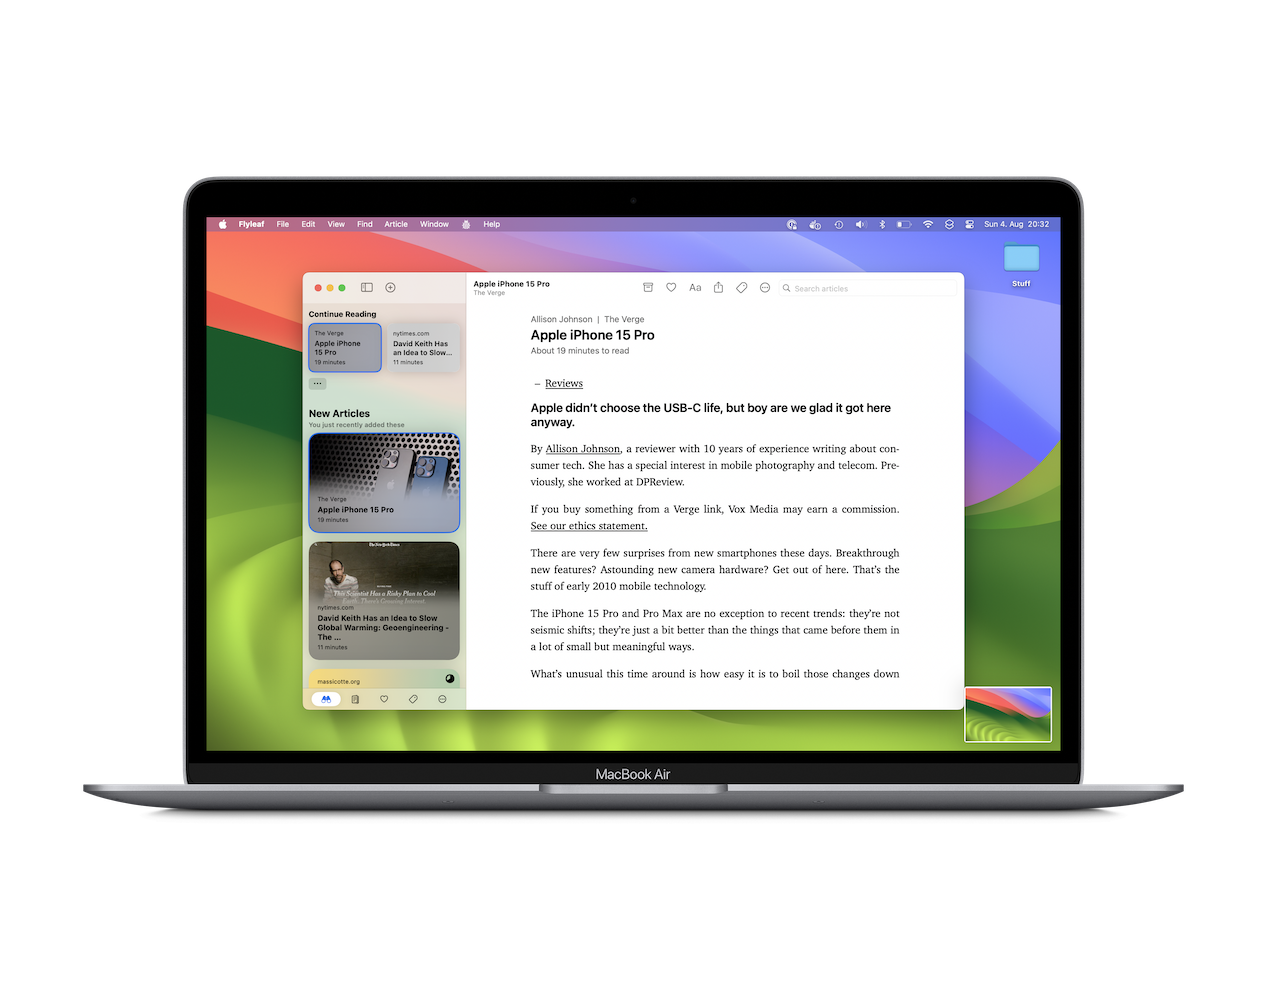 Flyleaf File Edit View Find Article Window Help
Sun 4. Aug 20:32
Stuff
Apple iPhone 15 Pro
The Verge
Aa
Search articles
Continue Reading
The Verge
Apple iPhone
15 Pro
19 minutes
nytimes.com
David Keith Has
an Idea to Slow...
11 minutes
New Articles
You just recently added these
The Verge
Apple iPhone 15 Pro
19 minutes
The New York Times
This Scientist Has a Risky Plan to Cool
Earth. There's Growing Interest
nytimes.com
David Keith Has an Idea to Slow
Global Warming: Geoengineering -
The ...
11 minutes
massicotte.org
Allison Johnson | The Verge
Apple iPhone 15 Pro
About 19 minutes to read
– Reviews
Apple didn’t choose the USB-C life, but boy are we glad it got here
anyway.
By Allison Johnson, a reviewer with 10 years of experience writing about con-
sumer tech. She has a special interest in mobile photography and telecom. Pre-
viously, she worked at DPReview.
If you buy something from a Verge link, Vox Media may earn a commission.
See our ethics statement.
There are very few surprises from new smartphones these days. Breakthrough
new features? Astounding new camera hardware? Get out of here. That’s the
stuff of early 2010 mobile technology.
The iPhone 15 Pro and Pro Max are no exception to recent trends: they’re not
seismic shifts; they’re just a bit better than the things that came before them in
a lot of small but meaningful ways.
What’s unusual this time around is how easy it is to boil those changes down
MacBook Air